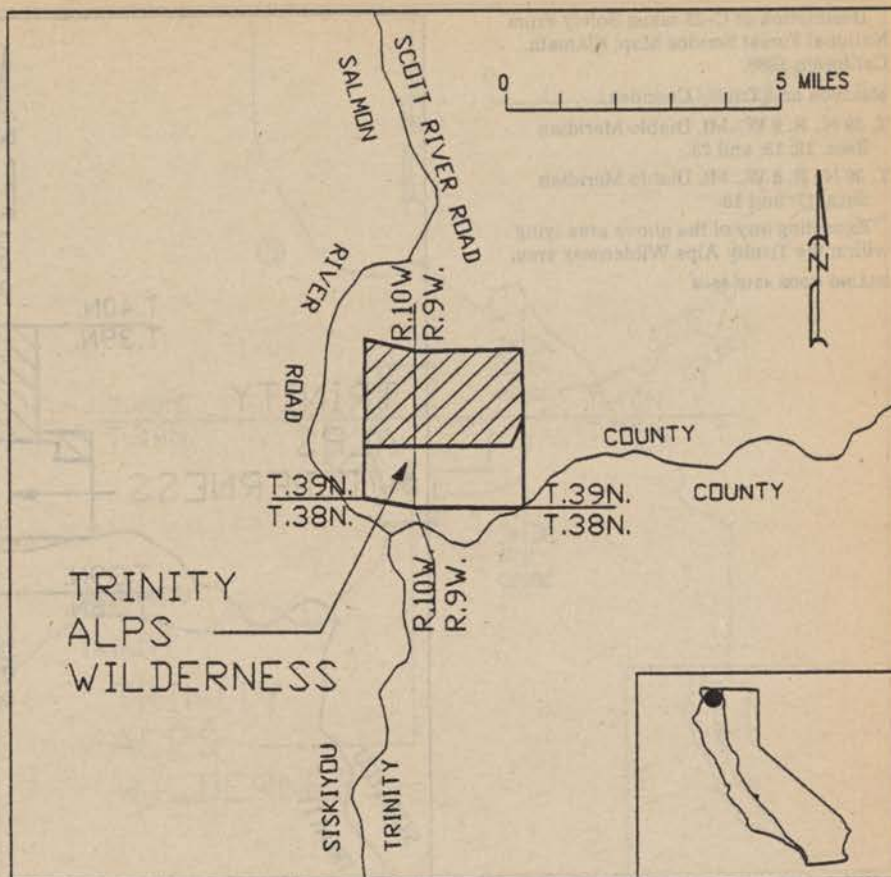 SCOTT RIVER ROAD
SALMON
RIVER
ROAD
0 5 MILES
N
R.10W.
R.9W.
COUNTY
COUNTY
T.39N.
T.38N.
T.39N.
T.38N.
R.10W.
R.9W.
TRINITY
ALPS
WILDERNESS
SISKIYOU
TRINITY